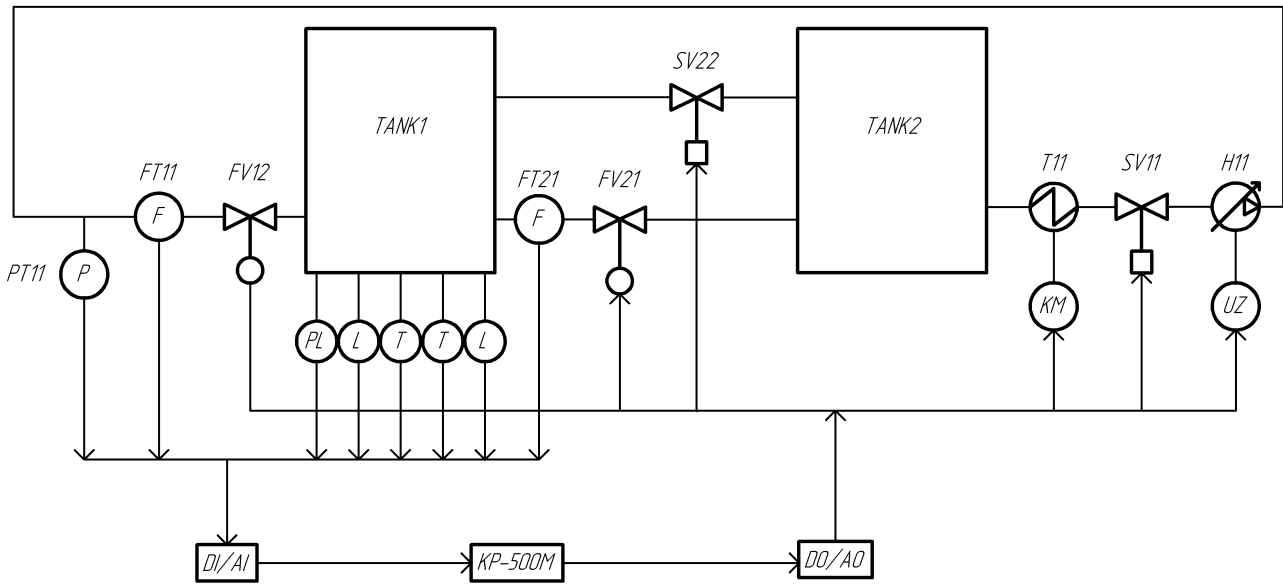 SV22
TANK1
TANK2
FT11
FV12
FT21
FV21
T11
SV11
H11
F
F
PT11
P
KM
UZ
PL
L
T
T
L
DI/AI
KP-500M
DO/AO